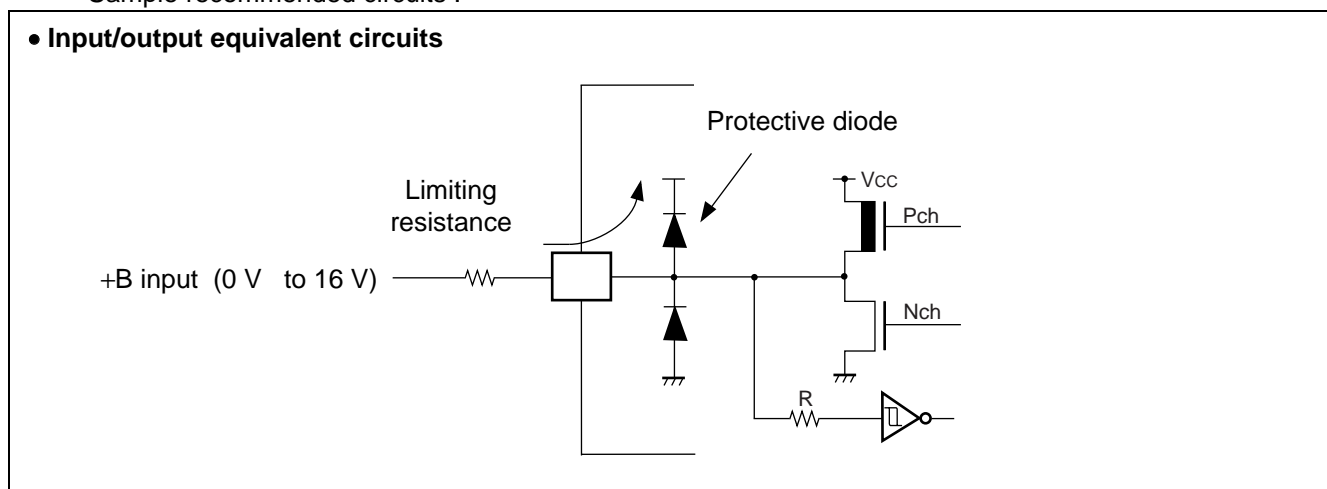 Sample recommended circuits :
• Input/output equivalent circuits
Protective diode
Limiting
resistance
VCC
Pch
+B input (0 V to 16 V)
Nch
R